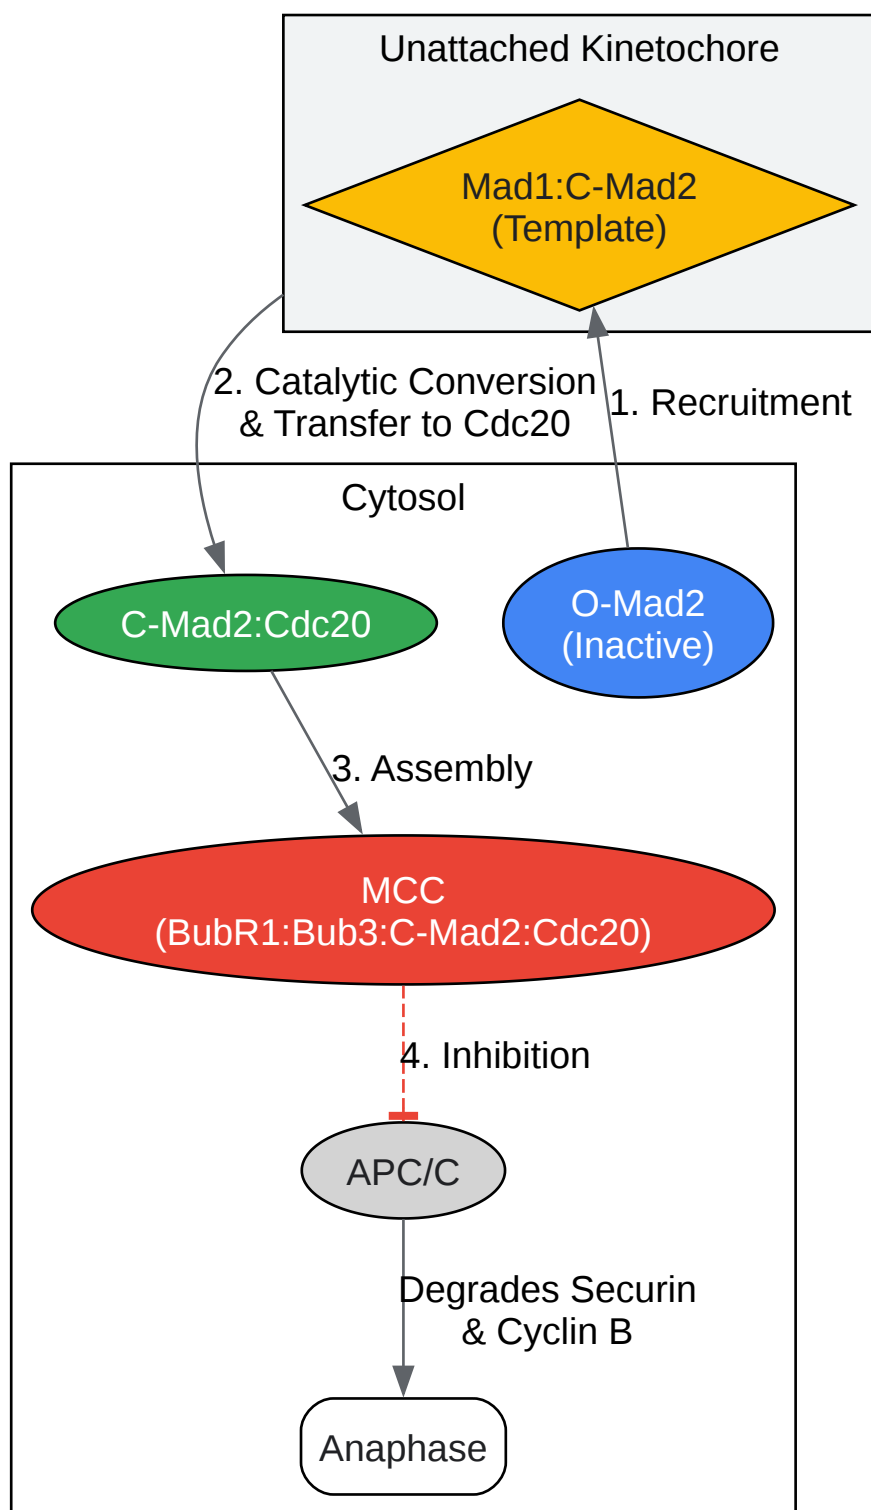 Unattached Kinetochore
Mad1:C-Mad2
(Template)
2. Catalytic Conversion
& Transfer to Cdc20
1. Recruitment
Cytosol
C-Mad2:Cdc20
O-Mad2
(Inactive)
3. Assembly
MCC
(BubR1:Bub3:C-Mad2:Cdc20)
4. Inhibition
APC/C
Degrades Securin
& Cyclin B
Anaphase